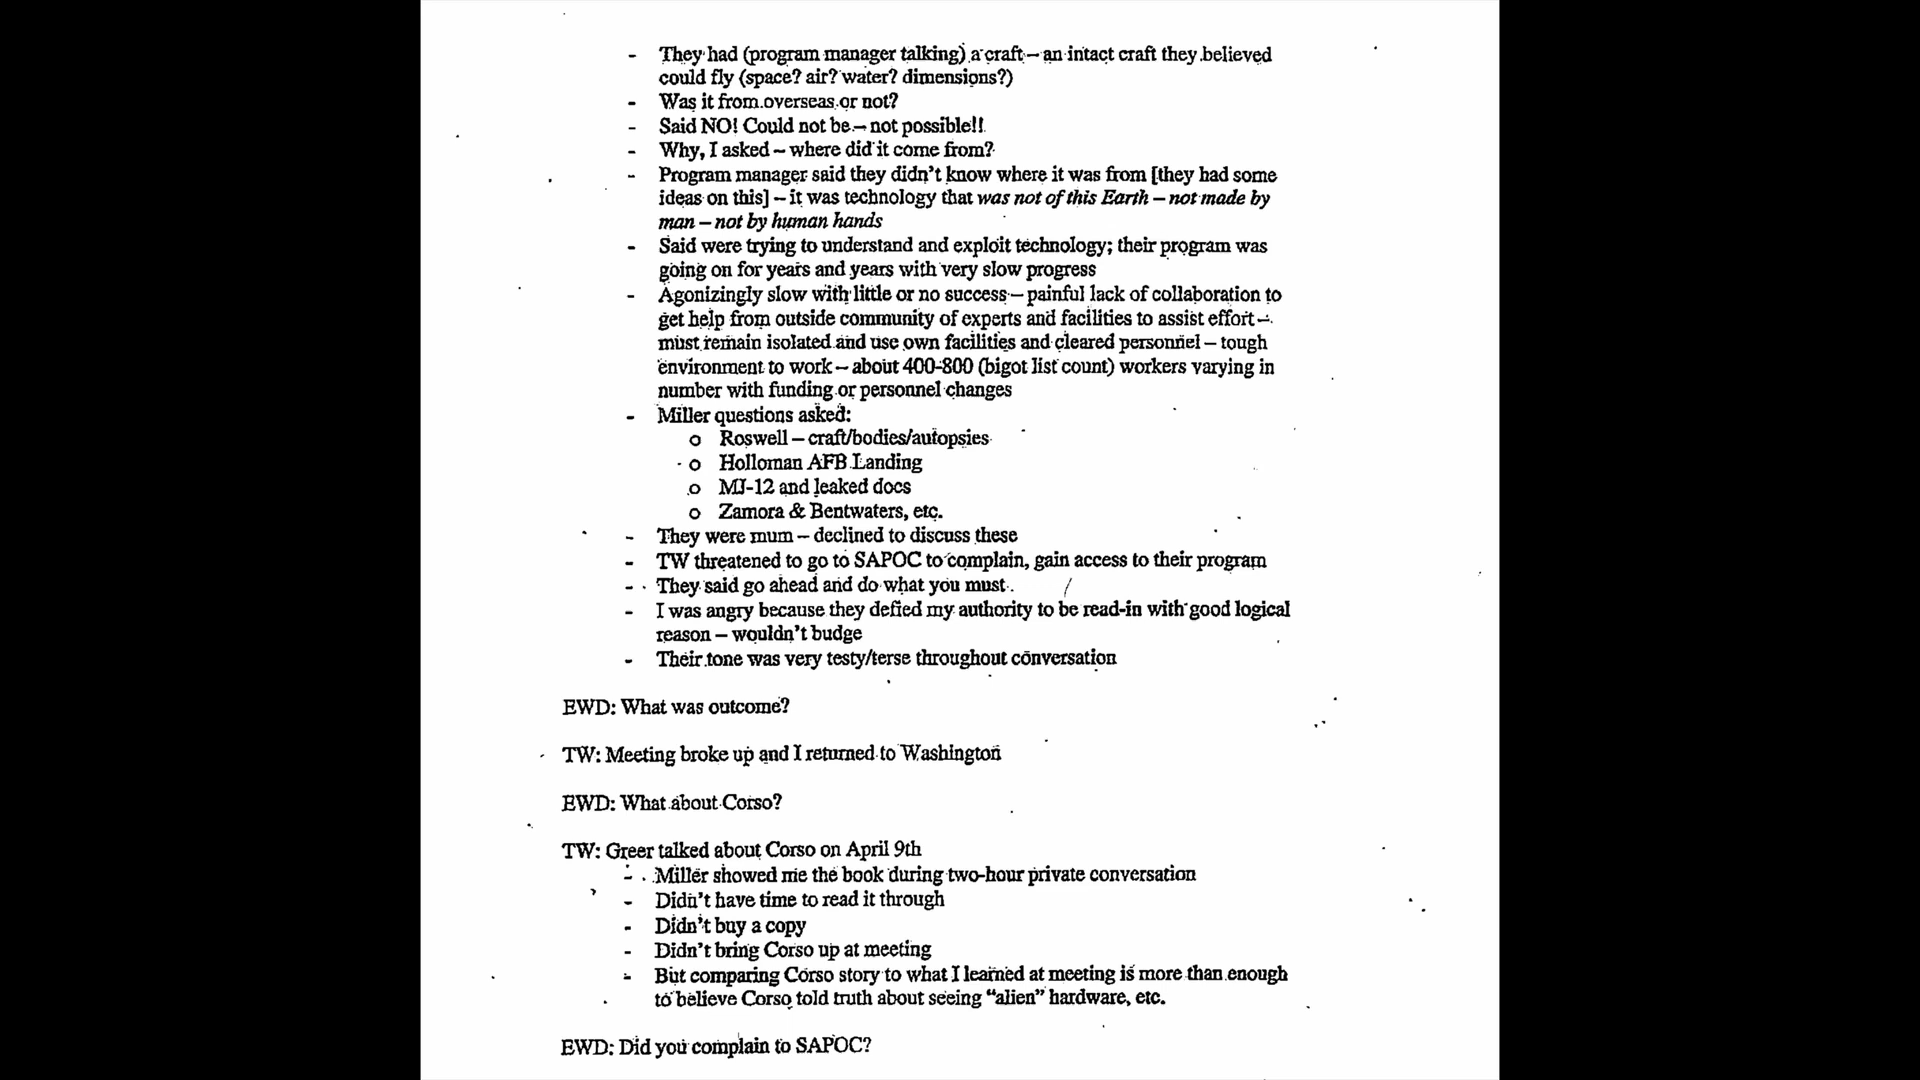 - They had (program manager talking) a craft – an intact craft they believed
could fly (space? air? water? dimensions?)
- Was it from overseas or not?
- Said NO! Could not be – not possible!!
- Why, I asked – where did it come from?
- Program manager said they didn't know where it was from [they had some
ideas on this] – it was technology that was not of this Earth – not made by
man – not by human hands
- Said were trying to understand and exploit technology; their program was
going on for years and years with very slow progress
- Agonizingly slow with little or no success – painful lack of collaboration to
get help from outside community of experts and facilities to assist effort –
must remain isolated and use own facilities and cleared personnel – tough
environment to work – about 400-800 (bigot list count) workers varying in
number with funding or personnel changes
- Miller questions asked:
o Roswell – craft/bodies/autopsies
o Holloman AFB Landing
o MJ-12 and leaked docs
o Zamora & Bentwaters, etc.
- They were mum – declined to discuss these
- TW threatened to go to SAPOC to complain, gain access to their program
- They said go ahead and do what you must.
- I was angry because they defied my authority to be read-in with good logical
reason – wouldn't budge
- Their tone was very testy/terse throughout conversation
EWD: What was outcome?
TW: Meeting broke up and I returned to Washington
EWD: What about Corso?
TW: Greer talked about Corso on April 9th
- Miller showed me the book during two-hour private conversation
- Didn't have time to read it through
- Didn't buy a copy
- Didn't bring Corso up at meeting
- But comparing Corso story to what I learned at meeting is more than enough
to believe Corso told truth about seeing "alien" hardware, etc.
EWD: Did you complain to SAPOC?